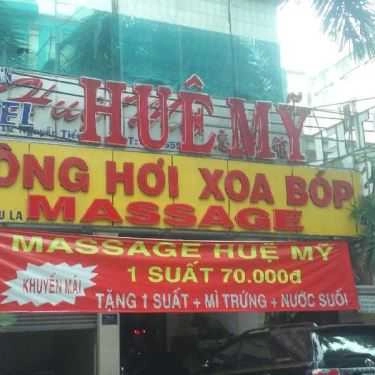 HUÊ MỸ
ÔNG HƠI XOA BÓP
MASSAGE
MASSAGE HUỆ MỸ
1 SUẤT 70.000đ
KHUYẾN MÃI
TẶNG 1 SUẤT + MÌ TRỨNG + NƯỚC SUỐI